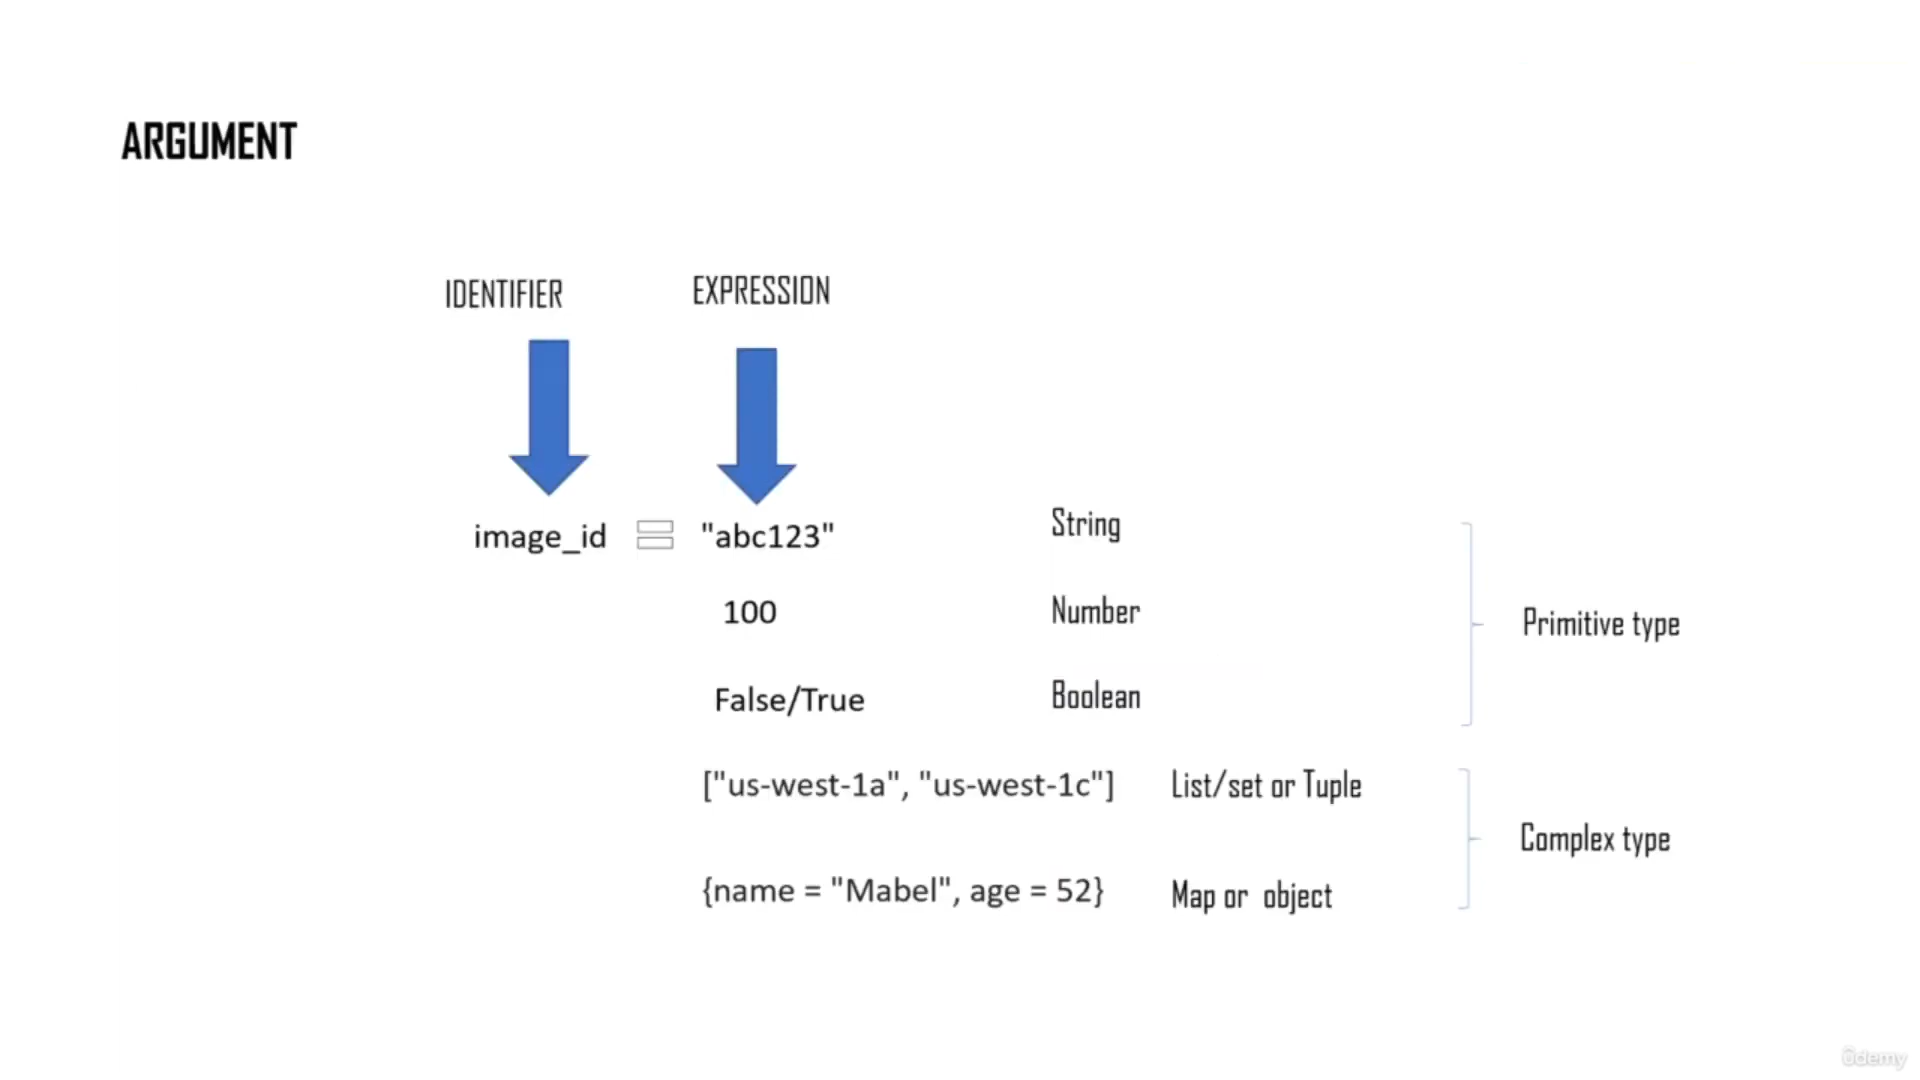 ARGUMENT
IDENTIFIER EXPRESSION
image_id = "abc123" String
100 Number
Primitive type
False/True Boolean
["us-west-1a", "us-west-1c"] List/set or Tuple
Complex type
{name = "Mabel", age = 52} Map or object
ûdemy